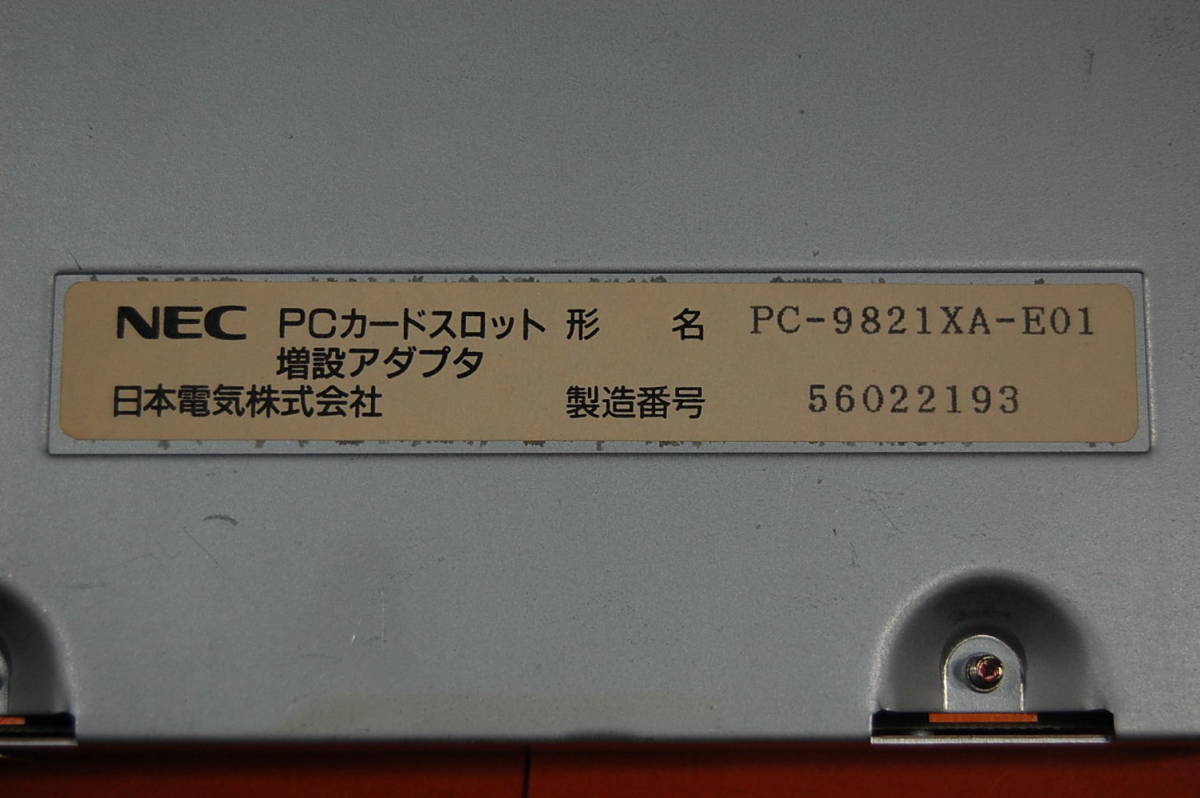 NEC PCカードスロット 形 名 PC-9821XA-E01
増設アダプタ
日本電気株式会社 製造番号 56022193